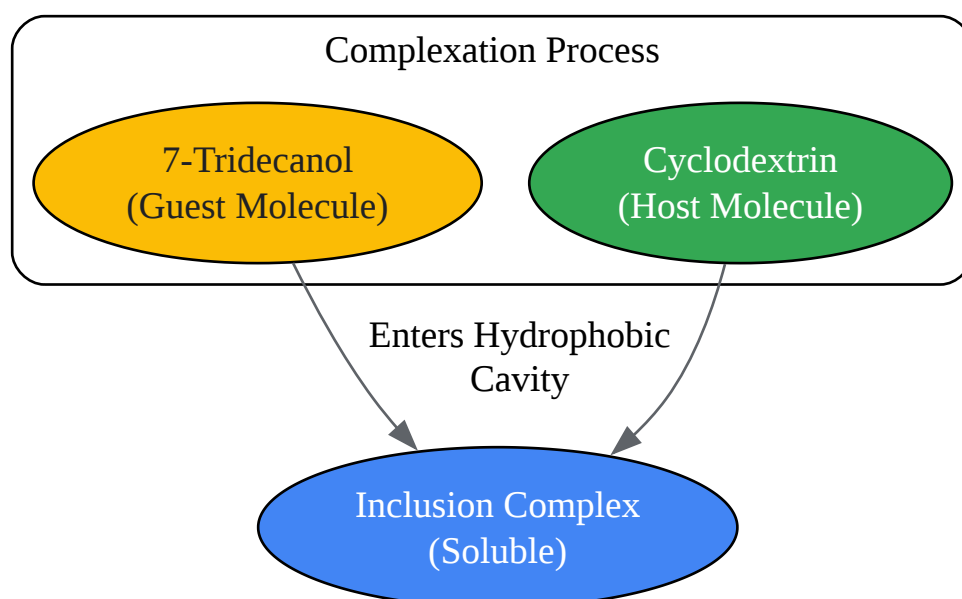 Complexation Process
7-Tridecanol
(Guest Molecule)
Cyclodextrin
(Host Molecule)
Enters Hydrophobic
Cavity
Inclusion Complex
(Soluble)